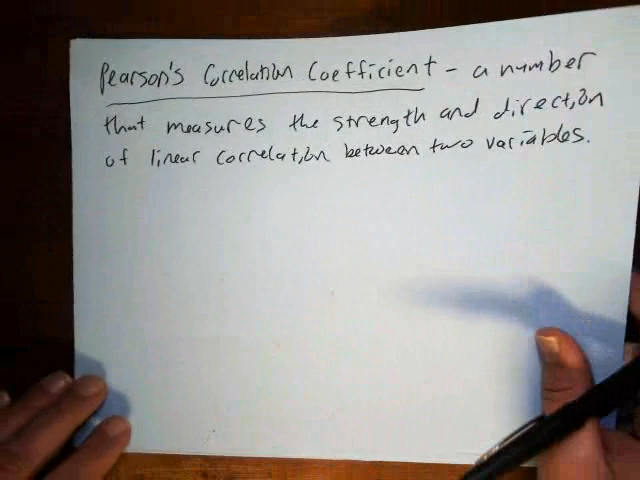 Pearson's Correlation Coefficient - a number
that measures the strength and direction
of linear correlation between two variables.